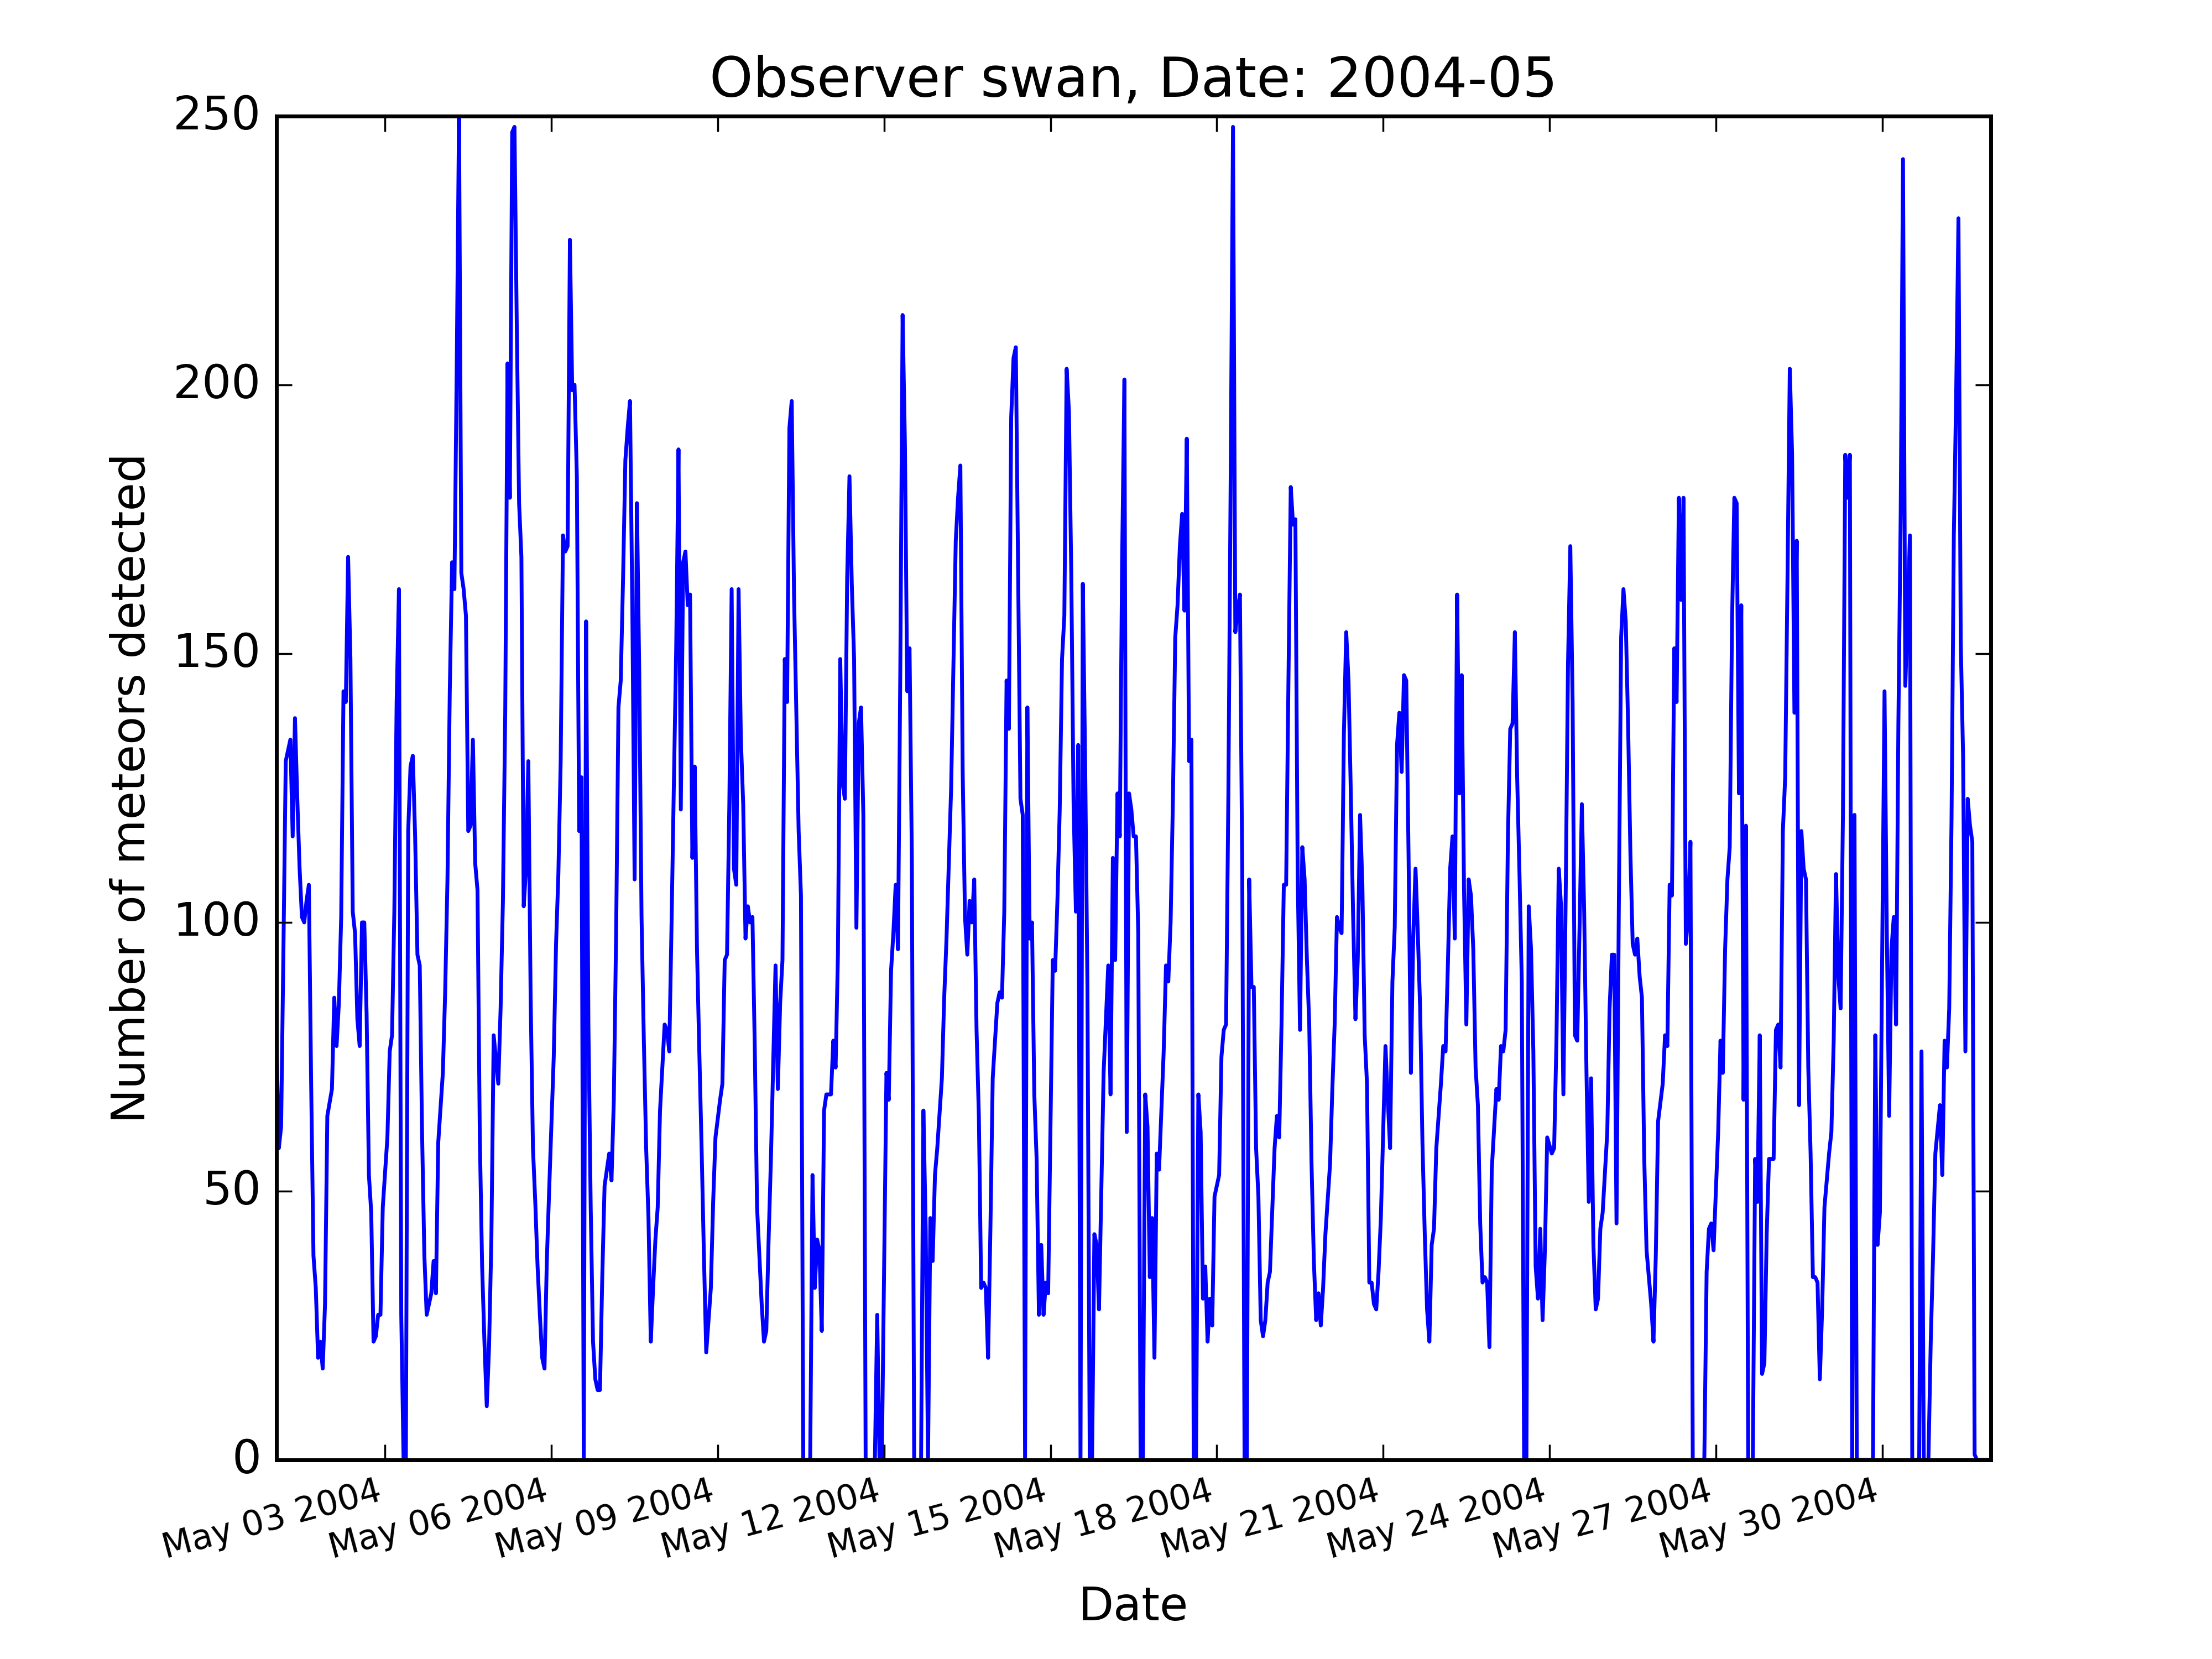 Observer swan, Date: 2004-05
250
200
150
100
50
0
Number of meteors detected
May 03 2004
May 06 2004
May 09 2004
May 12 2004
May 15 2004
May 18 2004
May 21 2004
May 24 2004
May 27 2004
May 30 2004
Date